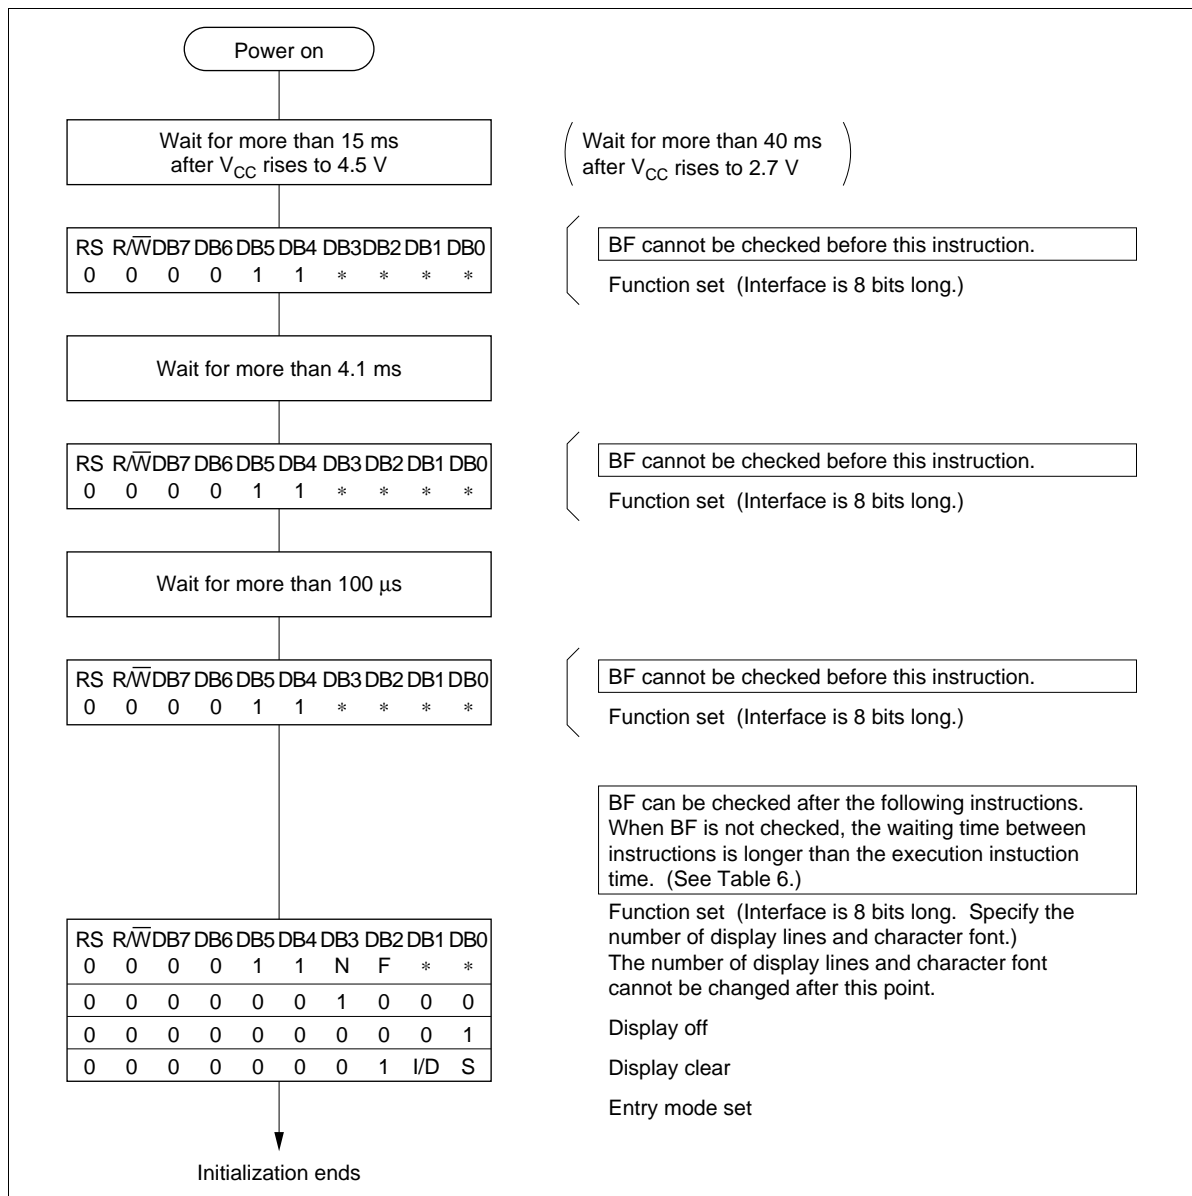 Power on
Wait for more than 15 ms
after VCC rises to 4.5 V
Wait for more than 40 ms
after VCC rises to 2.7 V
RS R/W̅ DB7 DB6 DB5 DB4 DB3 DB2 DB1 DB0
0 0 0 0 1 1 * * * *
BF cannot be checked before this instruction.
Function set (Interface is 8 bits long.)
Wait for more than 4.1 ms
RS R/W̅ DB7 DB6 DB5 DB4 DB3 DB2 DB1 DB0
0 0 0 0 1 1 * * * *
BF cannot be checked before this instruction.
Function set (Interface is 8 bits long.)
Wait for more than 100 µs
RS R/W̅ DB7 DB6 DB5 DB4 DB3 DB2 DB1 DB0
0 0 0 0 1 1 * * * *
BF cannot be checked before this instruction.
Function set (Interface is 8 bits long.)
BF can be checked after the following instructions.
When BF is not checked, the waiting time between
instructions is longer than the execution instuction
time. (See Table 6.)
RS R/W̅ DB7 DB6 DB5 DB4 DB3 DB2 DB1 DB0
0 0 0 0 1 1 N F * *
0 0 0 0 0 0 1 0 0 0
0 0 0 0 0 0 0 0 0 1
0 0 0 0 0 0 0 1 I/D S
Function set (Interface is 8 bits long. Specify the
number of display lines and character font.)
The number of display lines and character font
cannot be changed after this point.
Display off
Display clear
Entry mode set
Initialization ends